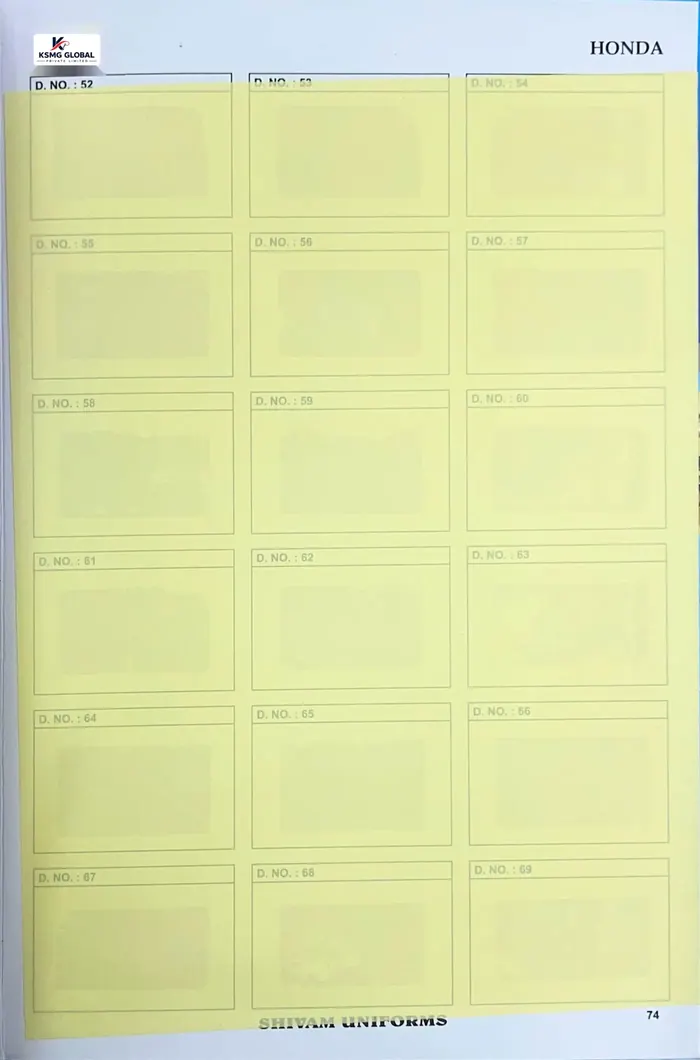 KSMG GLOBAL
PRIVATE LIMITED
HONDA
D. NO. : 52
D. NO. : 53
D. NO. : 54
D. NO. : 55
D. NO. : 56
D. NO. : 57
D. NO. : 58
D. NO. : 59
D. NO. : 60
D. NO. : 61
D. NO. : 62
D. NO. : 63
D. NO. : 64
D. NO. : 65
D. NO. : 66
D. NO. : 67
D. NO. : 68
D. NO. : 69
SHIVAM UNIFORMS
74